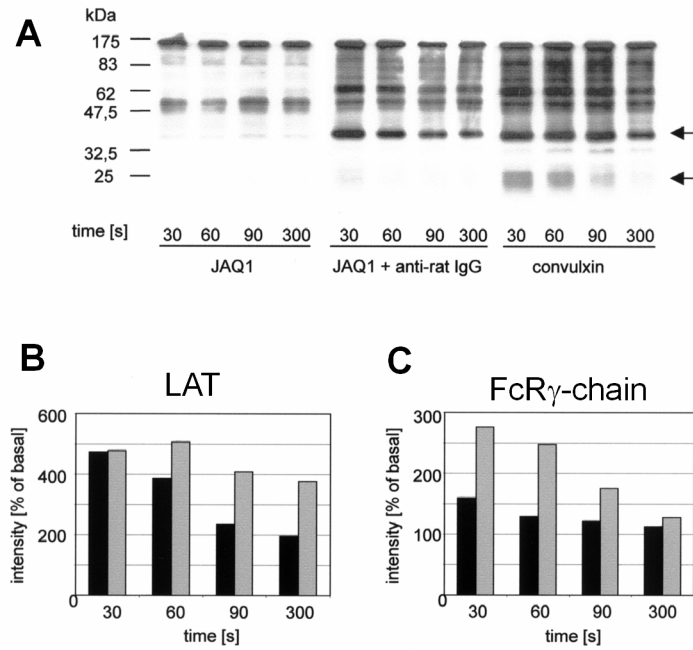 A
kDa
175
83
62
47,5
32,5
25
time [s]
30 60 90 300 30 60 90 300 30 60 90 300
JAQ1 JAQ1 + anti-rat IgG convulxin
B
LAT
600
400
200
0
intensity [% of basal]
30 60 90 300
time [s]
C
FcRγ-chain
300
200
100
0
intensity [% of basal]
30 60 90 300
time [s]